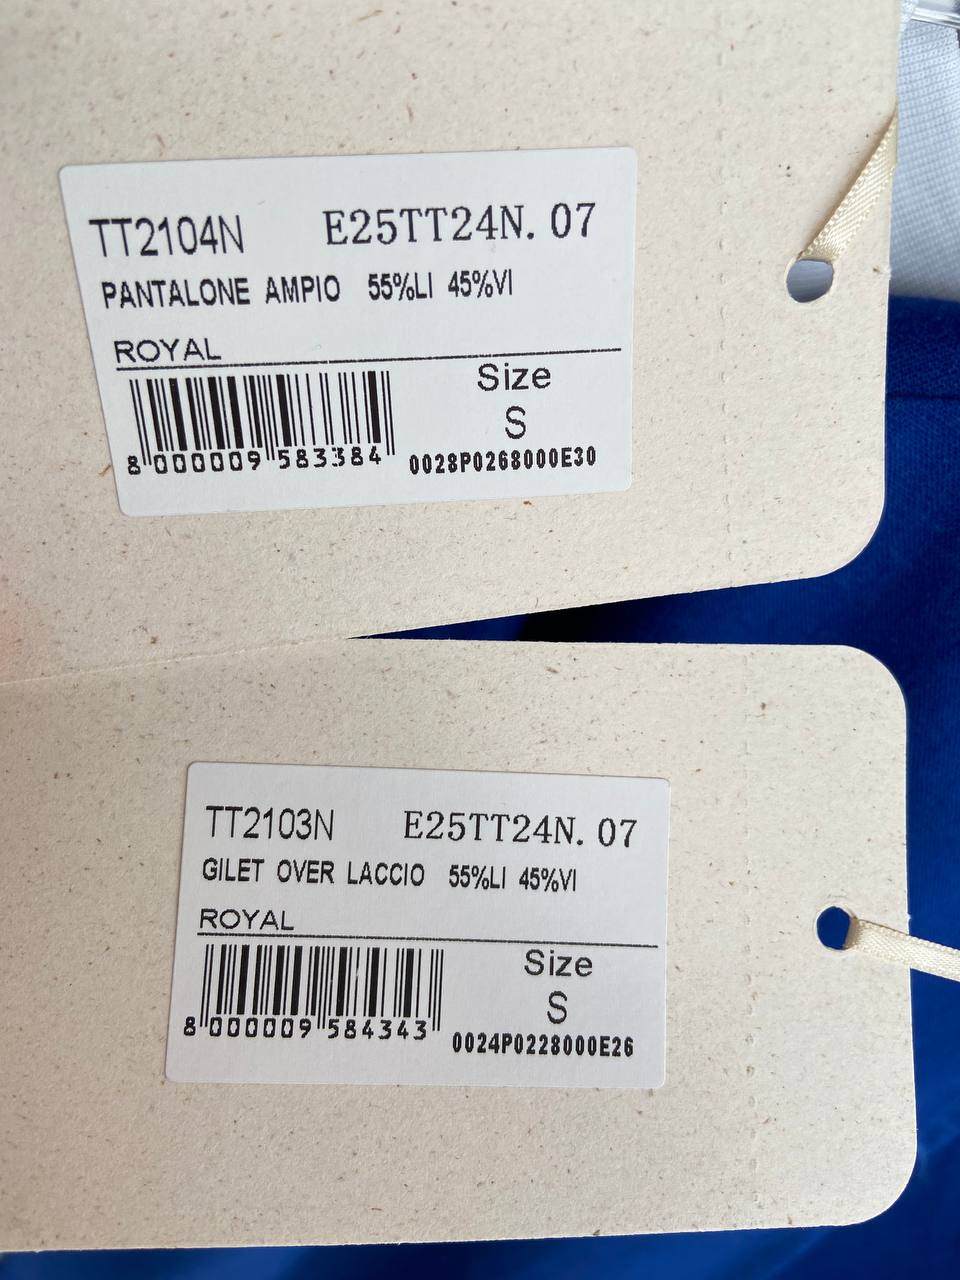 TT2104N E25TT24N. 07
PANTALONE AMPIO 55%LI 45%VI
ROYAL
Size
S
8 000009 583384
0028P0268000E30
TT2103N E25TT24N. 07
GILET OVER LACCIO 55%LI 45%VI
ROYAL
Size
S
8 000009 584343
0024P0228000E26